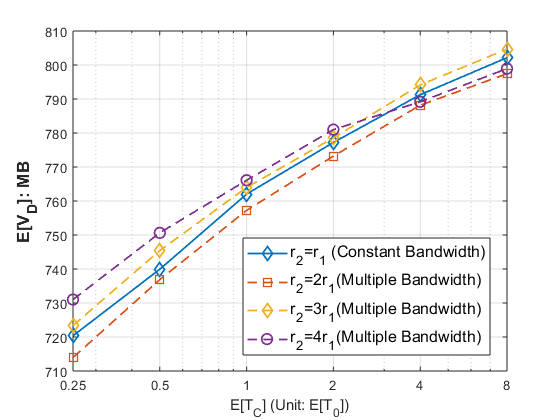 810
800
790
780
770
760
750
740
730
720
710
E[V_D]: MB
r_2=r_1 (Constant Bandwidth)
r_2=2r_1(Multiple Bandwidth)
r_2=3r_1(Multiple Bandwidth)
r_2=4r_1(Multiple Bandwidth)
0.25 0.5 1 2 4 8
E[T_C] (Unit: E[T_0])